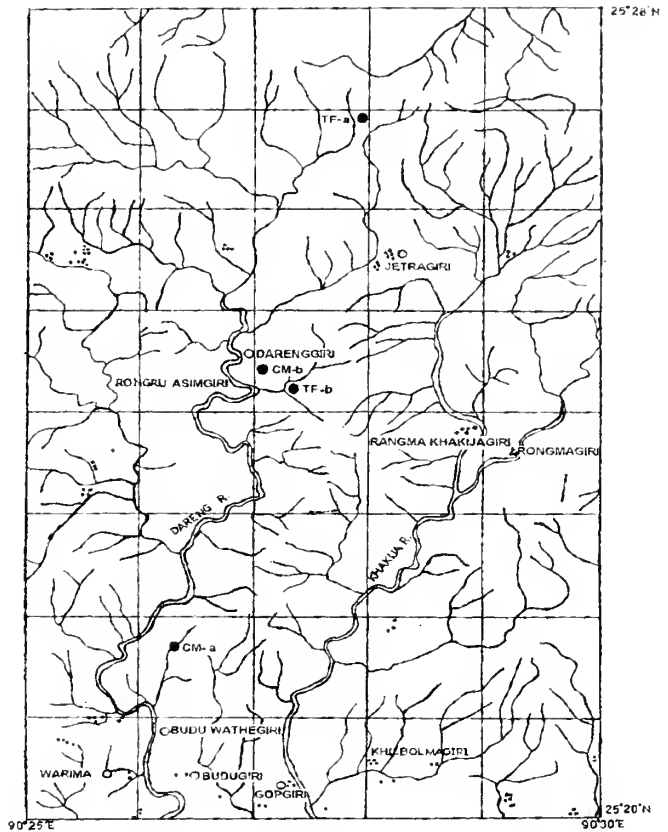 25°28'N
TF-a
JETRAGIRI
DARENGGIRI
CM-b
RONGRU ASIMGIRI
TF-b
RANGMA KHAKIJAGIRI
RONGMAGIRI
DARENG R.
KHAKIJA R.
CM-a
BUDU WATHEGIRI
KHILBOLMAGIRI
WARIMA
BUDUGIRI
GOPGIRI
25°20'N
90°25'E
90°30'E